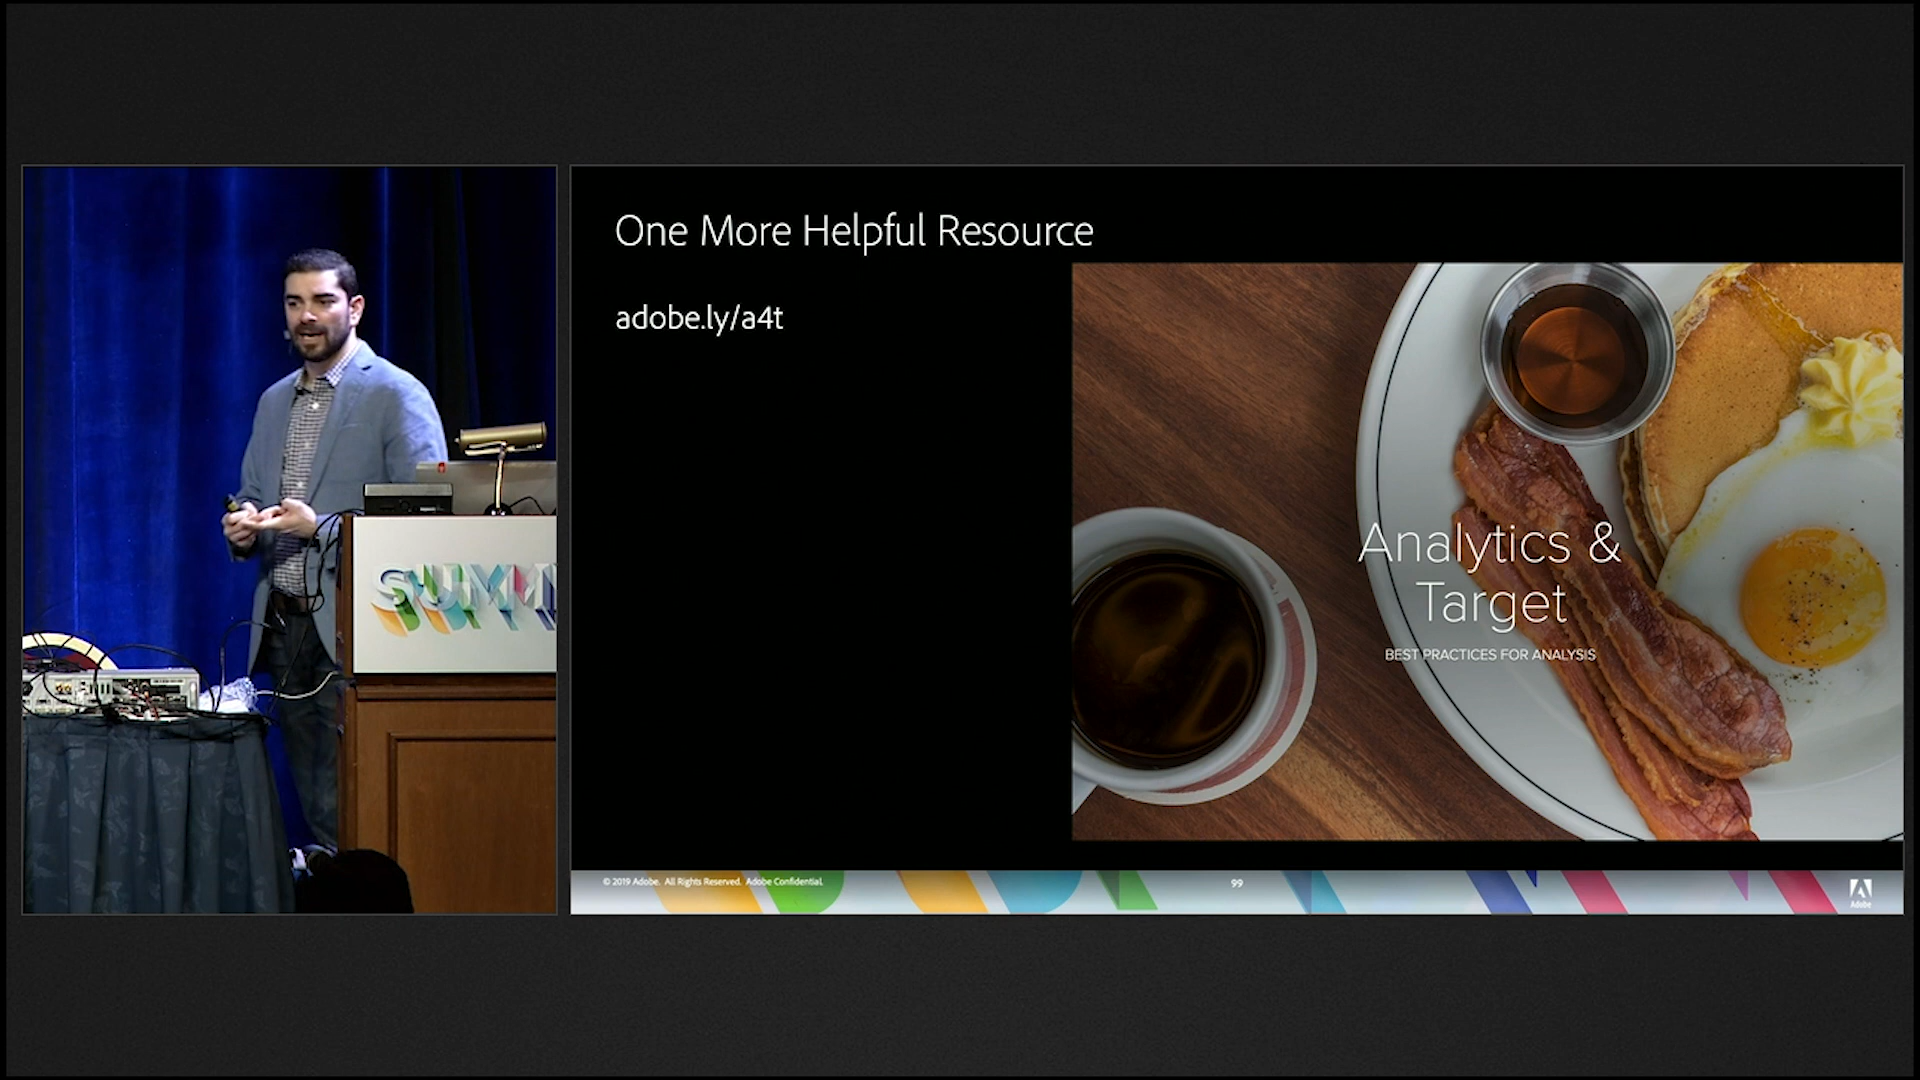 One More Helpful Resource
adobe.ly/a4t
Analytics &
Target
BEST PRACTICES FOR ANALYSIS
SUMM
© 2019 Adobe. All Rights Reserved. Adobe Confidential.
99
Adobe